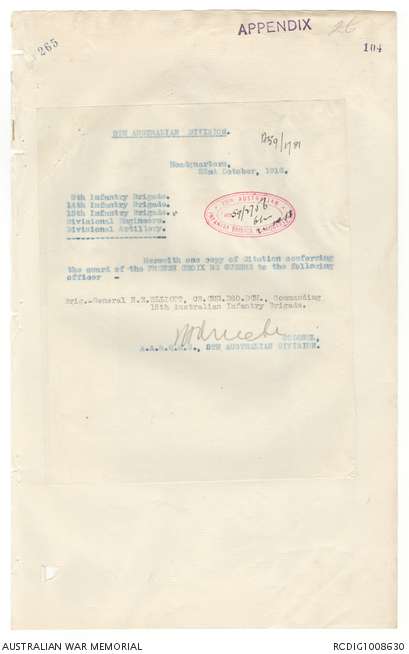 APPENDIX 26
265
104
5TH AUSTRALIAN DIVISION.
Headquarters,
22nd October, 1918.
8th Infantry Brigade.
14th Infantry Brigade.
15th Infantry Brigade.
Divisional Engineers.
Divisional Artillery.
Herewith one copy of Citation conferring
the award of the FRENCH CROIX DE GUERRE to the following
officer -
Brig.-General H.E.ELLIOTT, CB.CMG.DSO.DCM., Commanding
15th Australian Infantry Brigade.
COLONEL,
A.A.& Q.M.G., 5TH AUSTRALIAN DIVISION.
AUSTRALIAN WAR MEMORIAL
RCDIG1008630